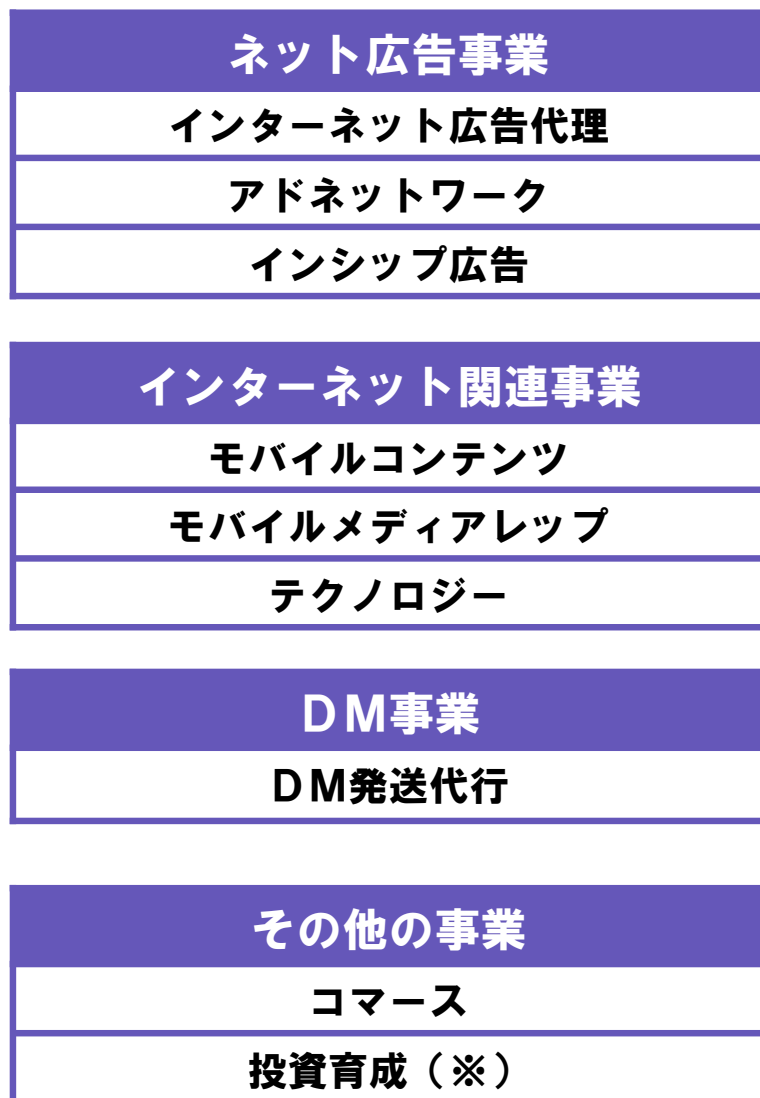 ネット広告事業
インターネット広告代理
アドネットワーク
インシップ広告
インターネット関連事業
モバイルコンテンツ
モバイルメディアレップ
テクノロジー
ＤＭ事業
ＤＭ発送代行
その他の事業
コマース
投資育成（※）